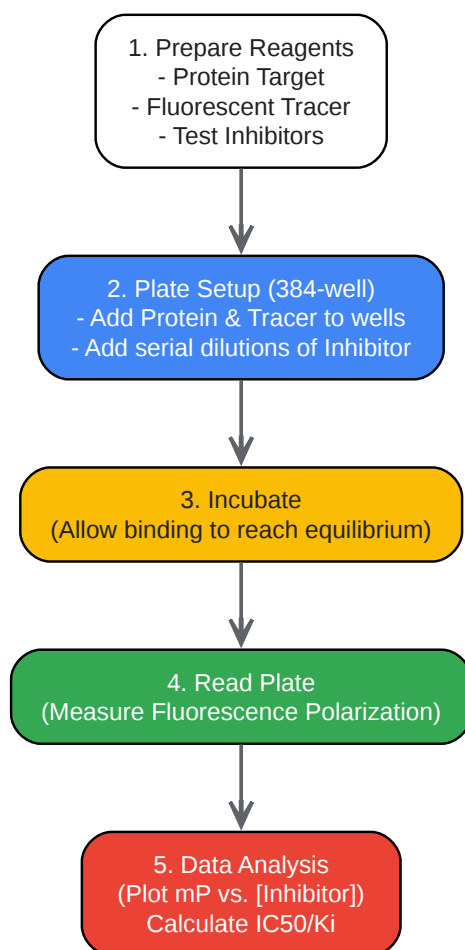 1. Prepare Reagents
- Protein Target
- Fluorescent Tracer
- Test Inhibitors
2. Plate Setup (384-well)
- Add Protein & Tracer to wells
- Add serial dilutions of Inhibitor
3. Incubate
(Allow binding to reach equilibrium)
4. Read Plate
(Measure Fluorescence Polarization)
5. Data Analysis
(Plot mP vs. [Inhibitor])
Calculate IC50/Ki